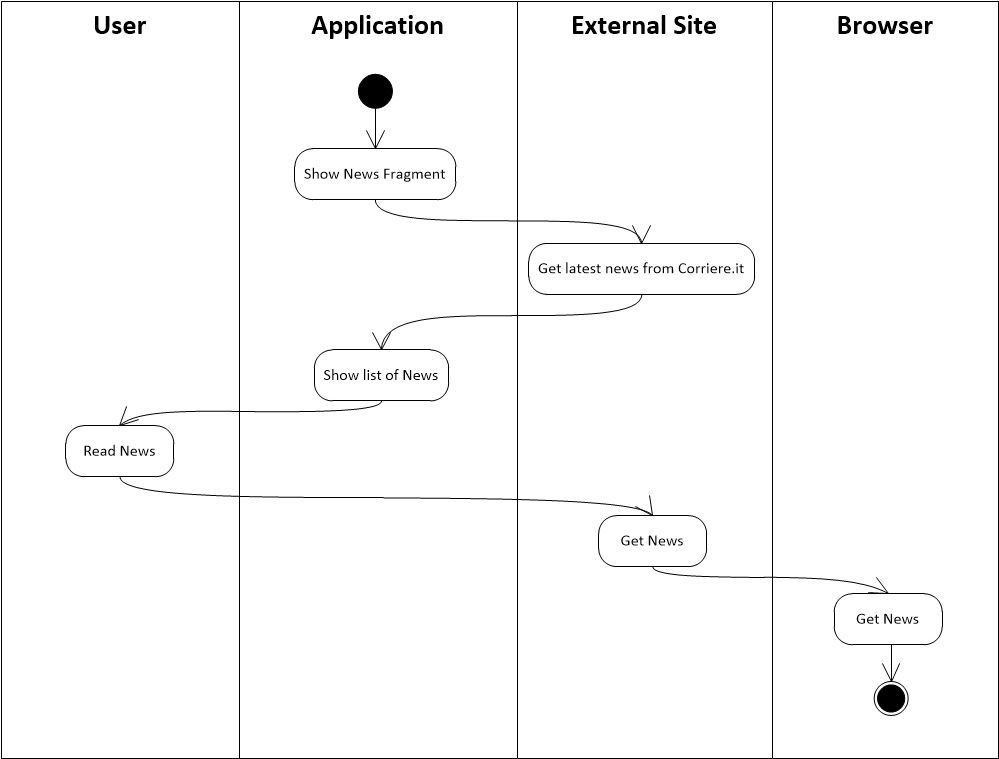 User
Application
External Site
Browser
Show News Fragment
Get latest news from Corriere.it
Show list of News
Read News
Get News
Get News